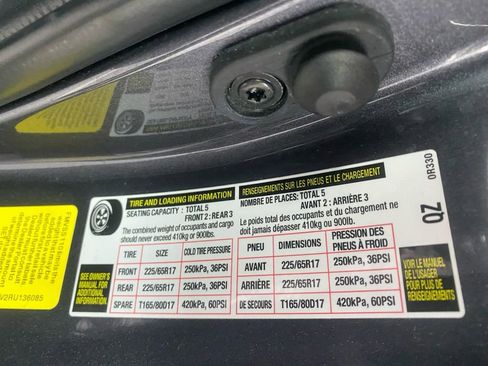 TIRE AND LOADING INFORMATION
SEATING CAPACITY : TOTAL 5
FRONT 2 : REAR 3
The combined weight of occupants and cargo
should never exceed 410kg or 900lb.
TIRE SIZE COLD TIRE PRESSURE
FRONT 225/65R17 250kPa, 36PSI
REAR 225/65R17 250kPa, 36PSI
SPARE T165/80D17 420kPa, 60PSI
SEE OWNER'S
MANUAL FOR
ADDITIONAL
INFORMATION
RENSEIGNEMENTS SUR LES PNEUS ET LE CHARGEMENT
NOMBRE DE PLACES: TOTAL 5
AVANT 2 : ARRIÈRE 3
Le poids total des occupants et du chargement ne
doit jamais dépasser 410kg ou 900lb.
PNEU DIMENSIONS PRESSION DES
PNEUS À FROID
AVANT 225/65R17 250kPa, 36PSI
ARRIÈRE 225/65R17 250kPa, 36PSI
DE SECOURS T165/80D17 420kPa, 60PSI
VOIR LE MANUEL
DE L'USAGER
POUR PLUS DE
RENSEIGNEMENTS
QZ
0R330
V2RU136085